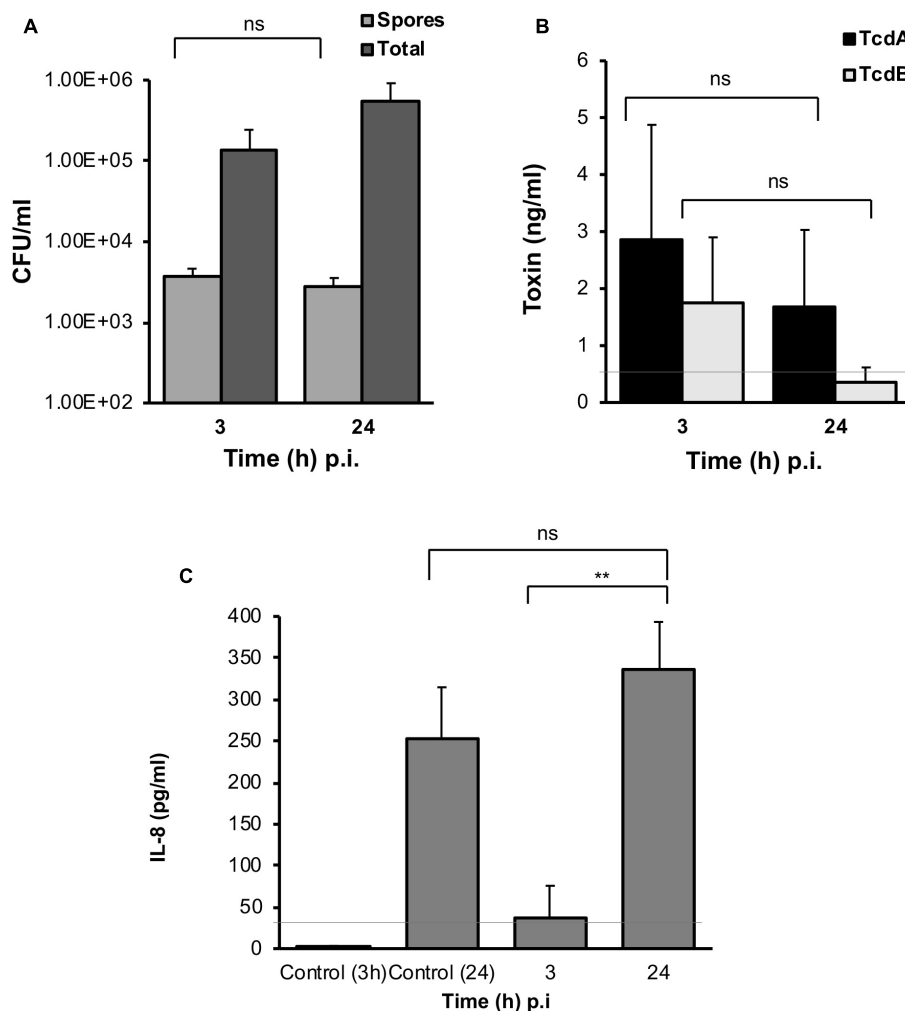 A
ns
Spores
Total
1.00E+06
1.00E+05
1.00E+04
1.00E+03
1.00E+02
CFU/ml
3
24
Time (h) p.i.
B
TcdA
TcdB
ns
ns
6
5
4
3
2
1
0
Toxin (ng/ml)
3
24
Time (h) p.i.
C
ns
**
400
350
300
250
200
150
100
50
0
IL-8 (pg/ml)
Control (3h)
Control (24)
3
24
Time (h) p.i